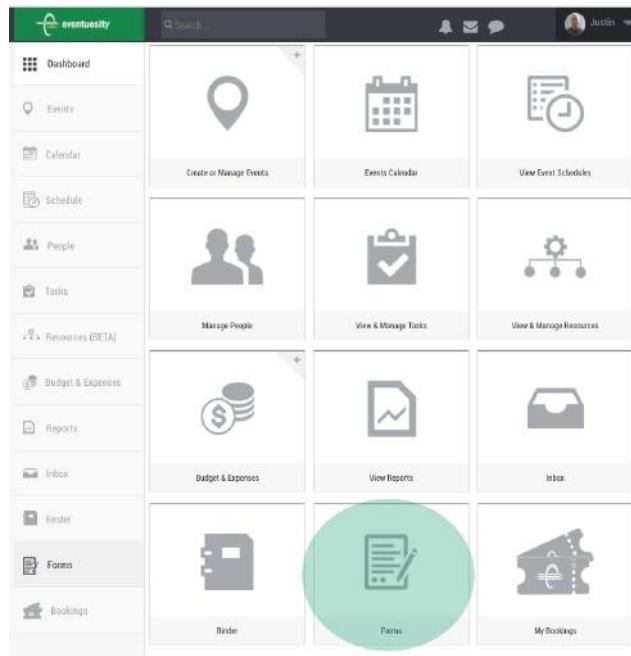 eventuosity
Search...
Justin
Dashboard
Events
Calendar
Schedule
People
Tasks
Resources (BETA)
Budget & Expenses
Reports
Inbox
Binder
Forms
Bookings
Create or Manage Events
Events Calendar
View Event Schedules
Manage People
View & Manage Tasks
View & Manage Resources
Budget & Expenses
View Reports
Inbox
Binder
Forms
My Bookings